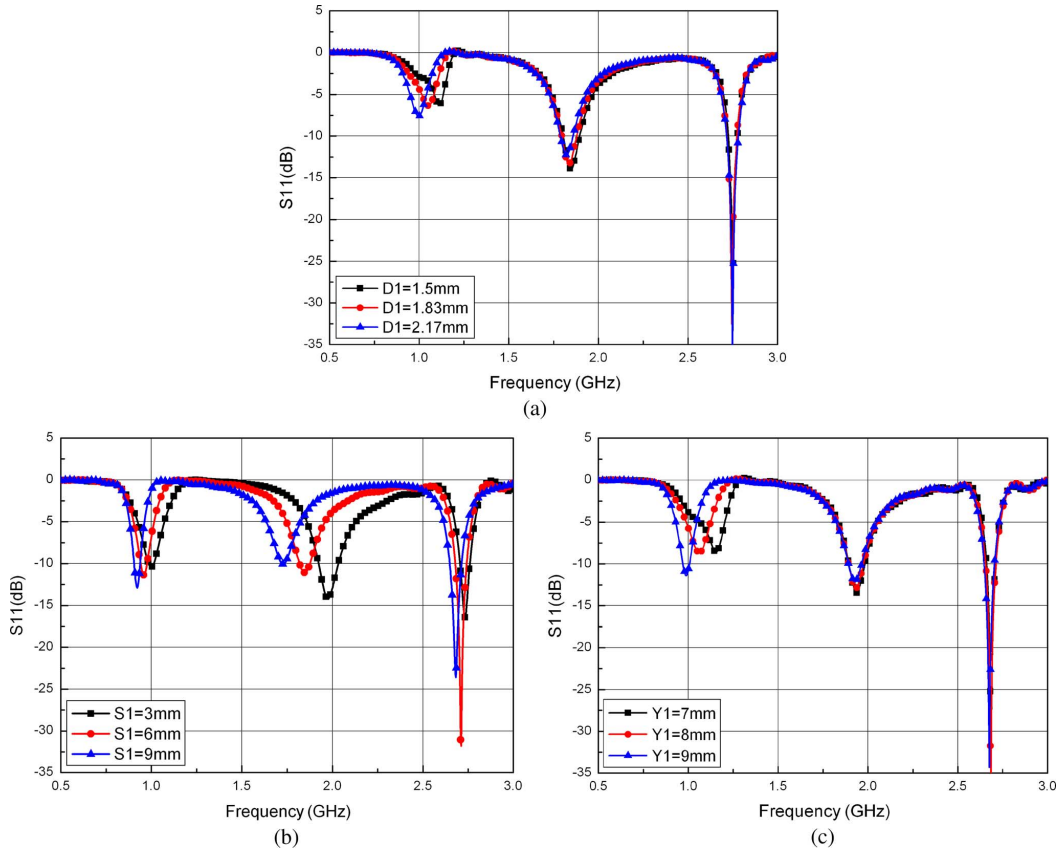 5
0
-5
-10
-15
-20
-25
-30
-35
S11(dB)
D1=1.5mm
D1=1.83mm
D1=2.17mm
0.5 1.0 1.5 2.0 2.5 3.0
Frequency (GHz)
(a)
5
0
-5
-10
-15
-20
-25
-30
-35
S11(dB)
S1=3mm
S1=6mm
S1=9mm
0.5 1.0 1.5 2.0 2.5 3.0
Frequency (GHz)
(b)
5
0
-5
-10
-15
-20
-25
-30
-35
S11(dB)
Y1=7mm
Y1=8mm
Y1=9mm
0.5 1.0 1.5 2.0 2.5 3.0
Frequency (GHz)
(c)